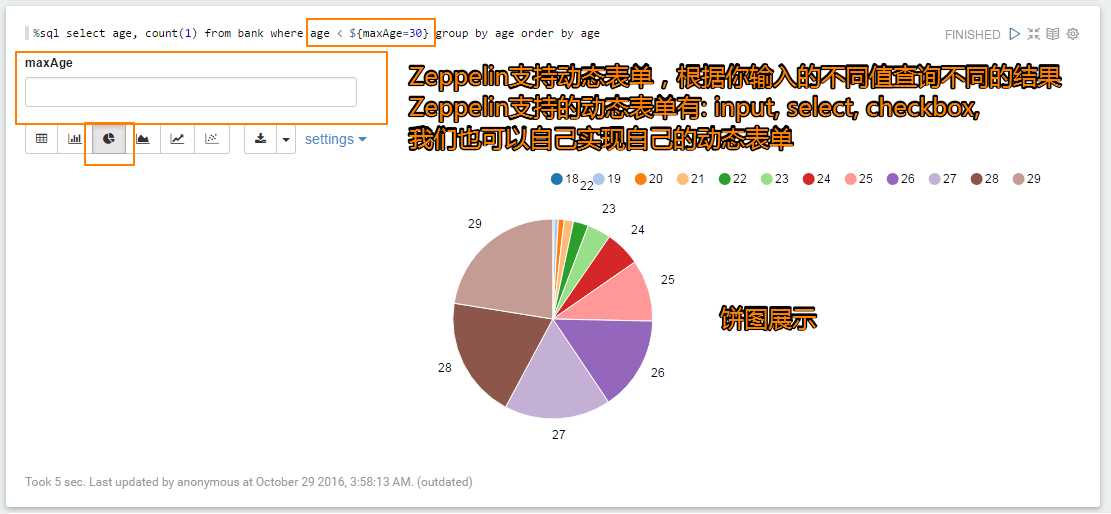 %sql select age, count(1) from bank where age < ${maxAge=30} group by age order by age
FINISHED
maxAge
Zeppelin支持动态表单，根据你输入的不同值查询不同的结果
Zeppelin支持的动态表单有: input, select, checkbox,
我们也可以自己实现自己的动态表单
settings
18 19 20 21 22 23 24 25 26 27 28 29
22
23
29
24
25
饼图展示
28
26
27
Took 5 sec. Last updated by anonymous at October 29 2016, 3:58:13 AM. (outdated)